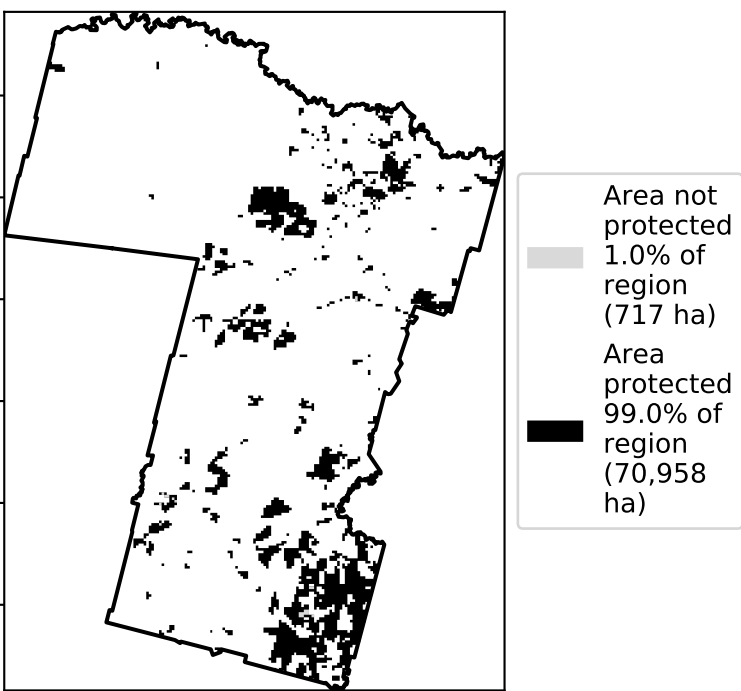 Area not
protected
1.0% of
region
(717 ha)
Area
protected
99.0% of
region
(70,958
ha)